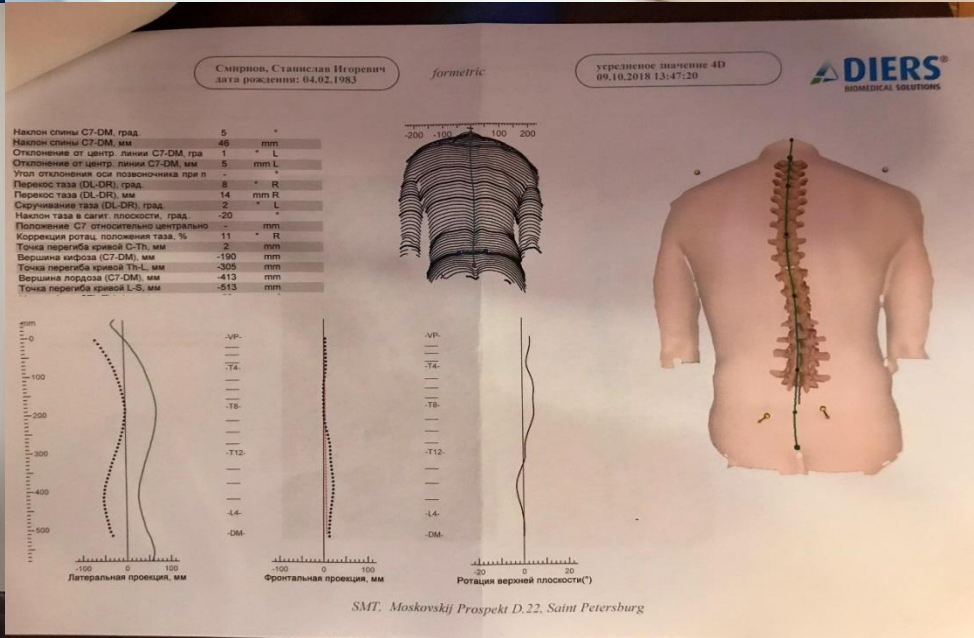 Смирнов, Станислав Игоревич
дата рождения: 04.02.1983
formetric
усредненое значение 4D
09.10.2018 13:47:20
DIERS®
BIOMEDICAL SOLUTIONS
Наклон спины C7-DM, град. 5 °
Наклон спины C7-DM, мм 46 mm
Отклонение от центр. линии C7-DM, гра 1 ° L
Отклонение от центр. линии C7-DM, мм 5 mm L
Угол отклонения оси позвоночника при п - °
Перекос таза (DL-DR), град. 8 ° R
Перекос таза (DL-DR), мм 14 mm R
Скручивание таза (DL-DR), град. 2 ° L
Наклон таза в сагит. плоскости, град. -20 °
Положение C7 относительно центрально - mm
Коррекция ротац. положения таза, % 11 ° R
Точка перегиба кривой C-Th, мм 2 mm
Вершина кифоза (C7-DM), мм -190 mm
Точка перегиба кривой Th-L, мм -305 mm
Вершина лордоза (C7-DM), мм -413 mm
Точка перегиба кривой L-S, мм -513 mm
-200 -100 100 200
mm
0
-100
-200
-300
-400
-500
-100 0 100
Латеральная проекция, мм
-VP-
-T4-
-T8-
-T12-
-L4-
-DM-
-100 0 100
Фронтальная проекция, мм
-VP-
-T4-
-T8-
-T12-
-L4-
-DM-
-20 0 20
Ротация верхней плоскости(°)
SMT, Moskovskij Prospekt D.22, Saint Petersburg